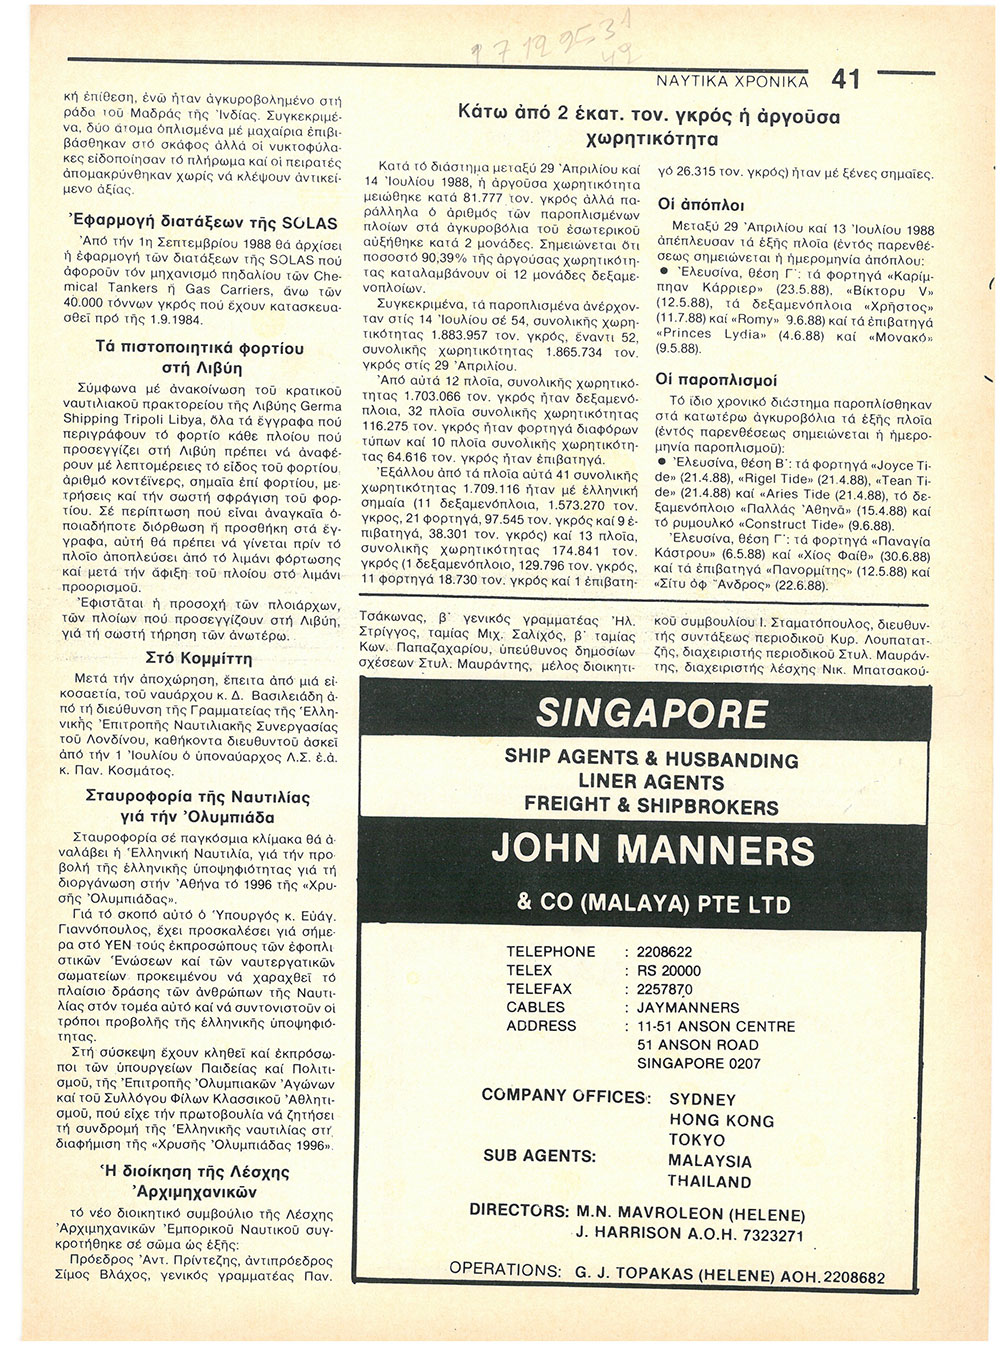 ΝΑΥΤΙΚΑ ΧΡΟΝΙΚΑ 41
κή ἐπίθεση, ἐνῶ ἦταν ἀγκυροβολημένο στή
ράδα τοῦ Μαδράς τῆς Ἰνδίας. Συγκεκριμέ-
να, δύο ἄτομα ὁπλισμένα μέ μαχαίρια ἐπιβι-
βάσθηκαν στό σκάφος ἀλλά οἱ νυκτοφύλα-
κες εἰδοποίησαν τό πλήρωμα καί οἱ πειρατές
ἀπομακρύνθηκαν χωρίς νά κλέψουν ἀντικεί-
μενο ἀξίας.
Ἐφαρμογή διατάξεων τῆς SOLAS
Ἀπό τήν 1η Σεπτεμβρίου 1988 θά ἀρχίσει
ἡ ἐφαρμογή τῶν διατάξεων τῆς SOLAS πού
ἀφοροῦν τόν μηχανισμό πηδαλίου τῶν Che-
mical Tankers ἤ Gas Carriers, ἄνω τῶν
40.000 τόννων γκρός πού ἔχουν κατασκευα-
σθεῖ πρό τῆς 1.9.1984.
Τά πιστοποιητικά φορτίου
στή Λιβύη
Σύμφωνα μέ ἀνακοίνωση τοῦ κρατικοῦ
ναυτιλιακοῦ πρακτορείου τῆς Λιβύης Germa
Shipping Tripoli Libya, ὅλα τά ἔγγραφα πού
περιγράφουν τό φορτίο κάθε πλοίου πού
προσεγγίζει στή Λιβύη πρέπει νά ἀναφέ-
ρουν μέ λεπτομέρειες τό εἶδος τοῦ φορτίου,
ἀριθμό κοντέϊνερς, σημαῖα ἐπί φορτίου, με-
τρήσεις καί τήν σωστή σφράγιση τοῦ φορ-
τίου. Σέ περίπτωση πού εἶναι ἀναγκαῖα ὁ-
ποιαδήποτε διόρθωση ἤ προσθήκη στά ἔγ-
γραφα, αὐτή θά πρέπει νά γίνεται πρίν τό
πλοῖο ἀποπλεύσει ἀπό τό λιμάνι φόρτωσης
καί μετά τήν ἄφιξη τοῦ πλοίου στό λιμάνι
προορισμοῦ.
Ἐφιστᾶται ἡ προσοχή τῶν πλοιάρχων,
τῶν πλοίων πού προσεγγίζουν στή Λιβύη,
γιά τή σωστή τήρηση τῶν ἀνωτέρω.
Στό Κομμίττη
Μετά τήν ἀποχώρηση, ἔπειτα ἀπό μιά εἰ-
κοσαετία, τοῦ ναυάρχου κ. Δ. Βασιλειάδη ἀ-
πό τή διεύθυνση τῆς Γραμματείας τῆς Ἑλλη-
νικῆς Ἐπιτροπῆς Ναυτιλιακῆς Συνεργασίας
τοῦ Λονδίνου, καθήκοντα διευθυντοῦ ἀσκεῖ
ἀπό τήν 1 Ἰουλίου ὁ ὑποναύαρχος Λ.Σ. ἐ.ἀ.
κ. Παν. Κοσμάτος.
Σταυροφορία τῆς Ναυτιλίας
γιά τήν Ὀλυμπιάδα
Σταυροφορία σέ παγκόσμια κλίμακα θά ἀ-
ναλάβει ἡ Ἑλληνική Ναυτιλία, γιά τήν προ-
βολή τῆς ἑλληνικῆς ὑποψηφιότητας γιά τή
διοργάνωση στήν Ἀθήνα τό 1996 τῆς «Χρυ-
σῆς Ὀλυμπιάδας».
Γιά τό σκοπό αὐτό ὁ Ὑπουργός κ. Εὐάγ.
Γιαννόπουλος, ἔχει προσκαλέσει γιά σήμε-
ρα στό ΥΕΝ τούς ἐκπροσώπους τῶν ἐφοπλι-
στικῶν Ἑνώσεων καί τῶν ναυτεργατικῶν
σωματείων προκειμένου νά χαραχθεῖ τό
πλαίσιο δράσης τῶν ἀνθρώπων τῆς Ναυτι-
λίας στόν τομέα αὐτό καί νά συντονιστοῦν οἱ
τρόποι προβολῆς τῆς ἑλληνικῆς ὑποψηφιό-
τητας.
Στή σύσκεψη ἔχουν κληθεῖ καί ἐκπρόσω-
ποι τῶν ὑπουργείων Παιδείας καί Πολιτι-
σμοῦ, τῆς Ἐπιτροπῆς Ὀλυμπιακῶν Ἀγώνων
καί τοῦ Συλλόγου Φίλων Κλασσικοῦ Ἀθλητι-
σμοῦ, πού εἶχε τήν πρωτοβουλία νά ζητήσει
τή συνδρομή τῆς Ἑλληνικῆς ναυτιλίας στή
διαφήμιση τῆς «Χρυσῆς Ὀλυμπιάδας 1996».
Ἡ διοίκηση τῆς Λέσχης
Ἀρχιμηχανικῶν
τό νέο διοικητικό συμβούλιο τῆς Λέσχης
Ἀρχιμηχανικῶν Ἐμπορικοῦ Ναυτικοῦ συγ-
κροτήθηκε σέ σῶμα ὡς ἑξῆς:
Πρόεδρος Ἀντ. Πρίντεζης, ἀντιπρόεδρος
Σίμος Βλάχος, γενικός γραμματέας Παν.
Κάτω ἀπό 2 ἑκατ. τον. γκρός ἡ ἀργοῦσα
χωρητικότητα
Κατά τό διάστημα μεταξύ 29 Ἀπριλίου καί
14 Ἰουλίου 1988, ἡ ἀργοῦσα χωρητικότητα
μειώθηκε κατά 81.777 τον. γκρός ἀλλά πα-
ράλληλα ὁ ἀριθμός τῶν παροπλισμένων
πλοίων στά ἀγκυροβόλια τοῦ ἐσωτερικοῦ
αὐξήθηκε κατά 2 μονάδες. Σημειώνεται ὅτι
ποσοστό 90,39% τῆς ἀργούσας χωρητικότη-
τας καταλαμβάνουν οἱ 12 μονάδες δεξαμε-
νοπλοίων.
Συγκεκριμένα, τά παροπλισμένα ἀνέρχον-
ταν στίς 14 Ἰουλίου σέ 54, συνολικῆς χωρη-
τικότητας 1.883.957 τον. γκρός, ἔναντι 52,
συνολικῆς χωρητικότητας 1.865.734 τον.
γκρός στίς 29 Ἀπριλίου.
Ἀπό αὐτά 12 πλοῖα, συνολικῆς χωρητικό-
τητας 1.703.066 τον. γκρός ἦταν δεξαμενό-
πλοια, 32 πλοῖα συνολικῆς χωρητικότητας
116.275 τον. γκρός ἦταν φορτηγά διαφόρων
τύπων καί 10 πλοῖα συνολικῆς χωρητικότη-
τας 64.616 τον. γκρός ἦταν ἐπιβατηγά.
Ἐξάλλου ἀπό τά πλοῖα αὐτά 41 συνολικῆς
χωρητικότητας 1.709.116 ἦταν μέ ἑλληνική
σημαία (11 δεξαμενόπλοια, 1.573.270 τον.
γκρος, 21 φορτηγά, 97.545 τον. γκρός καί 9 ἐ-
πιβατηγά, 38.301 τον. γκρός) καί 13 πλοῖα,
συνολικῆς χωρητικότητας 174.841 τον.
γκρός (1 δεξαμενόπλοιο, 129.796 τον. γκρός,
11 φορτηγά 18.730 τον. γκρός καί 1 ἐπιβατη-
γό 26.315 τον. γκρός) ἦταν μέ ξένες σημαῖες.
Οἱ ἀπόπλοι
Μεταξύ 29 Ἀπριλίου καί 13 Ἰουλίου 1988
ἀπέπλευσαν τά ἑξῆς πλοῖα (ἐντός παρενθέ-
σεως σημειώνεται ἡ ἡμερομηνία ἀπόπλου:
● Ἐλευσίνα, θέση Γ΄: τά φορτηγά «Καρίμ-
πηαν Κάρριερ» (23.5.88), «Βίκτορυ V»
(12.5.88), τά δεξαμενόπλοια «Χρῆστος»
(11.7.88) καί «Romy» 9.6.88) καί τά ἐπιβατηγά
«Princes Lydia» (4.6.88) καί «Μονακό»
(9.5.88).
Οἱ παροπλισμοί
Τό ἴδιο χρονικό διάστημα παροπλίσθηκαν
στά κατωτέρω ἀγκυροβόλια τά ἑξῆς πλοῖα
(ἐντός παρενθέσεως σημειώνεται ἡ ἡμερο-
μηνία παροπλισμοῦ):
● Ἐλευσίνα, θέση Β΄: τά φορτηγά «Joyce Ti-
de» (21.4.88), «Rigel Tide» (21.4.88), «Tean Ti-
de» (21.4.88) καί «Aries Tide» (21.4.88), τό δε-
ξαμενόπλοιο «Παλλάς Ἀθηνᾶ» (15.4.88) καί
τό ρυμουλκό «Construct Tide» (9.6.88).
Ἐλευσίνα, θέση Γ΄: τά φορτηγά «Παναγία
Κάστρου» (6.5.88) καί «Χίος Φαίθ» (30.6.88)
καί τά ἐπιβατηγά «Πανορμίτης» (12.5.88) καί
«Σίτυ ὀφ Ἄνδρος» (22.6.88).
Τσάκωνας, β΄ γενικός γραμματέας Ἠλ.
Στρίγγος, ταμίας Μιχ. Σαλιχός, β΄ ταμίας
Κων. Παπαζαχαρίου, ὑπεύθυνος δημοσίων
σχέσεων Στυλ. Μαυράντης, μέλος διοικητι-
κοῦ συμβουλίου Ι. Σταματόπουλος, διευθυν-
τής συντάξεως περιοδικοῦ Κυρ. Λουπατατ-
ζῆς, διαχειριστής περιοδικοῦ Στυλ. Μαυράν-
της, διαχειριστής λέσχης Νικ. Μπατσακού-
SINGAPORE
SHIP AGENTS & HUSBANDING
LINER AGENTS
FREIGHT & SHIPBROKERS
JOHN MANNERS
& CO (MALAYA) PTE LTD
TELEPHONE : 2208622
TELEX : RS 20000
TELEFAX : 2257870
CABLES : JAYMANNERS
ADDRESS : 11-51 ANSON CENTRE
51 ANSON ROAD
SINGAPORE 0207
COMPANY OFFICES: SYDNEY
HONG KONG
TOKYO
SUB AGENTS: MALAYSIA
THAILAND
DIRECTORS: M.N. MAVROLEON (HELENE)
J. HARRISON A.O.H. 7323271
OPERATIONS: G. J. TOPAKAS (HELENE) AOH. 2208682